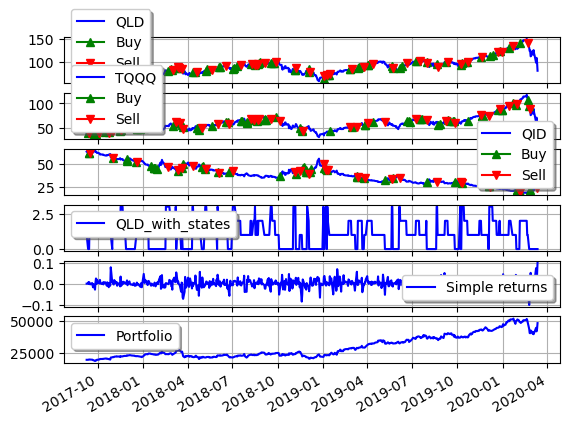 QLD
Buy
Sell
150
100
TQQQ
Buy
Sell
100
50
QID
Buy
Sell
50
25
QLD_with_states
2.5
0.0
Simple returns
0.1
0.0
−0.1
Portfolio
50000
25000
2017-10
2018-01
2018-04
2018-07
2018-10
2019-01
2019-04
2019-07
2019-10
2020-01
2020-04